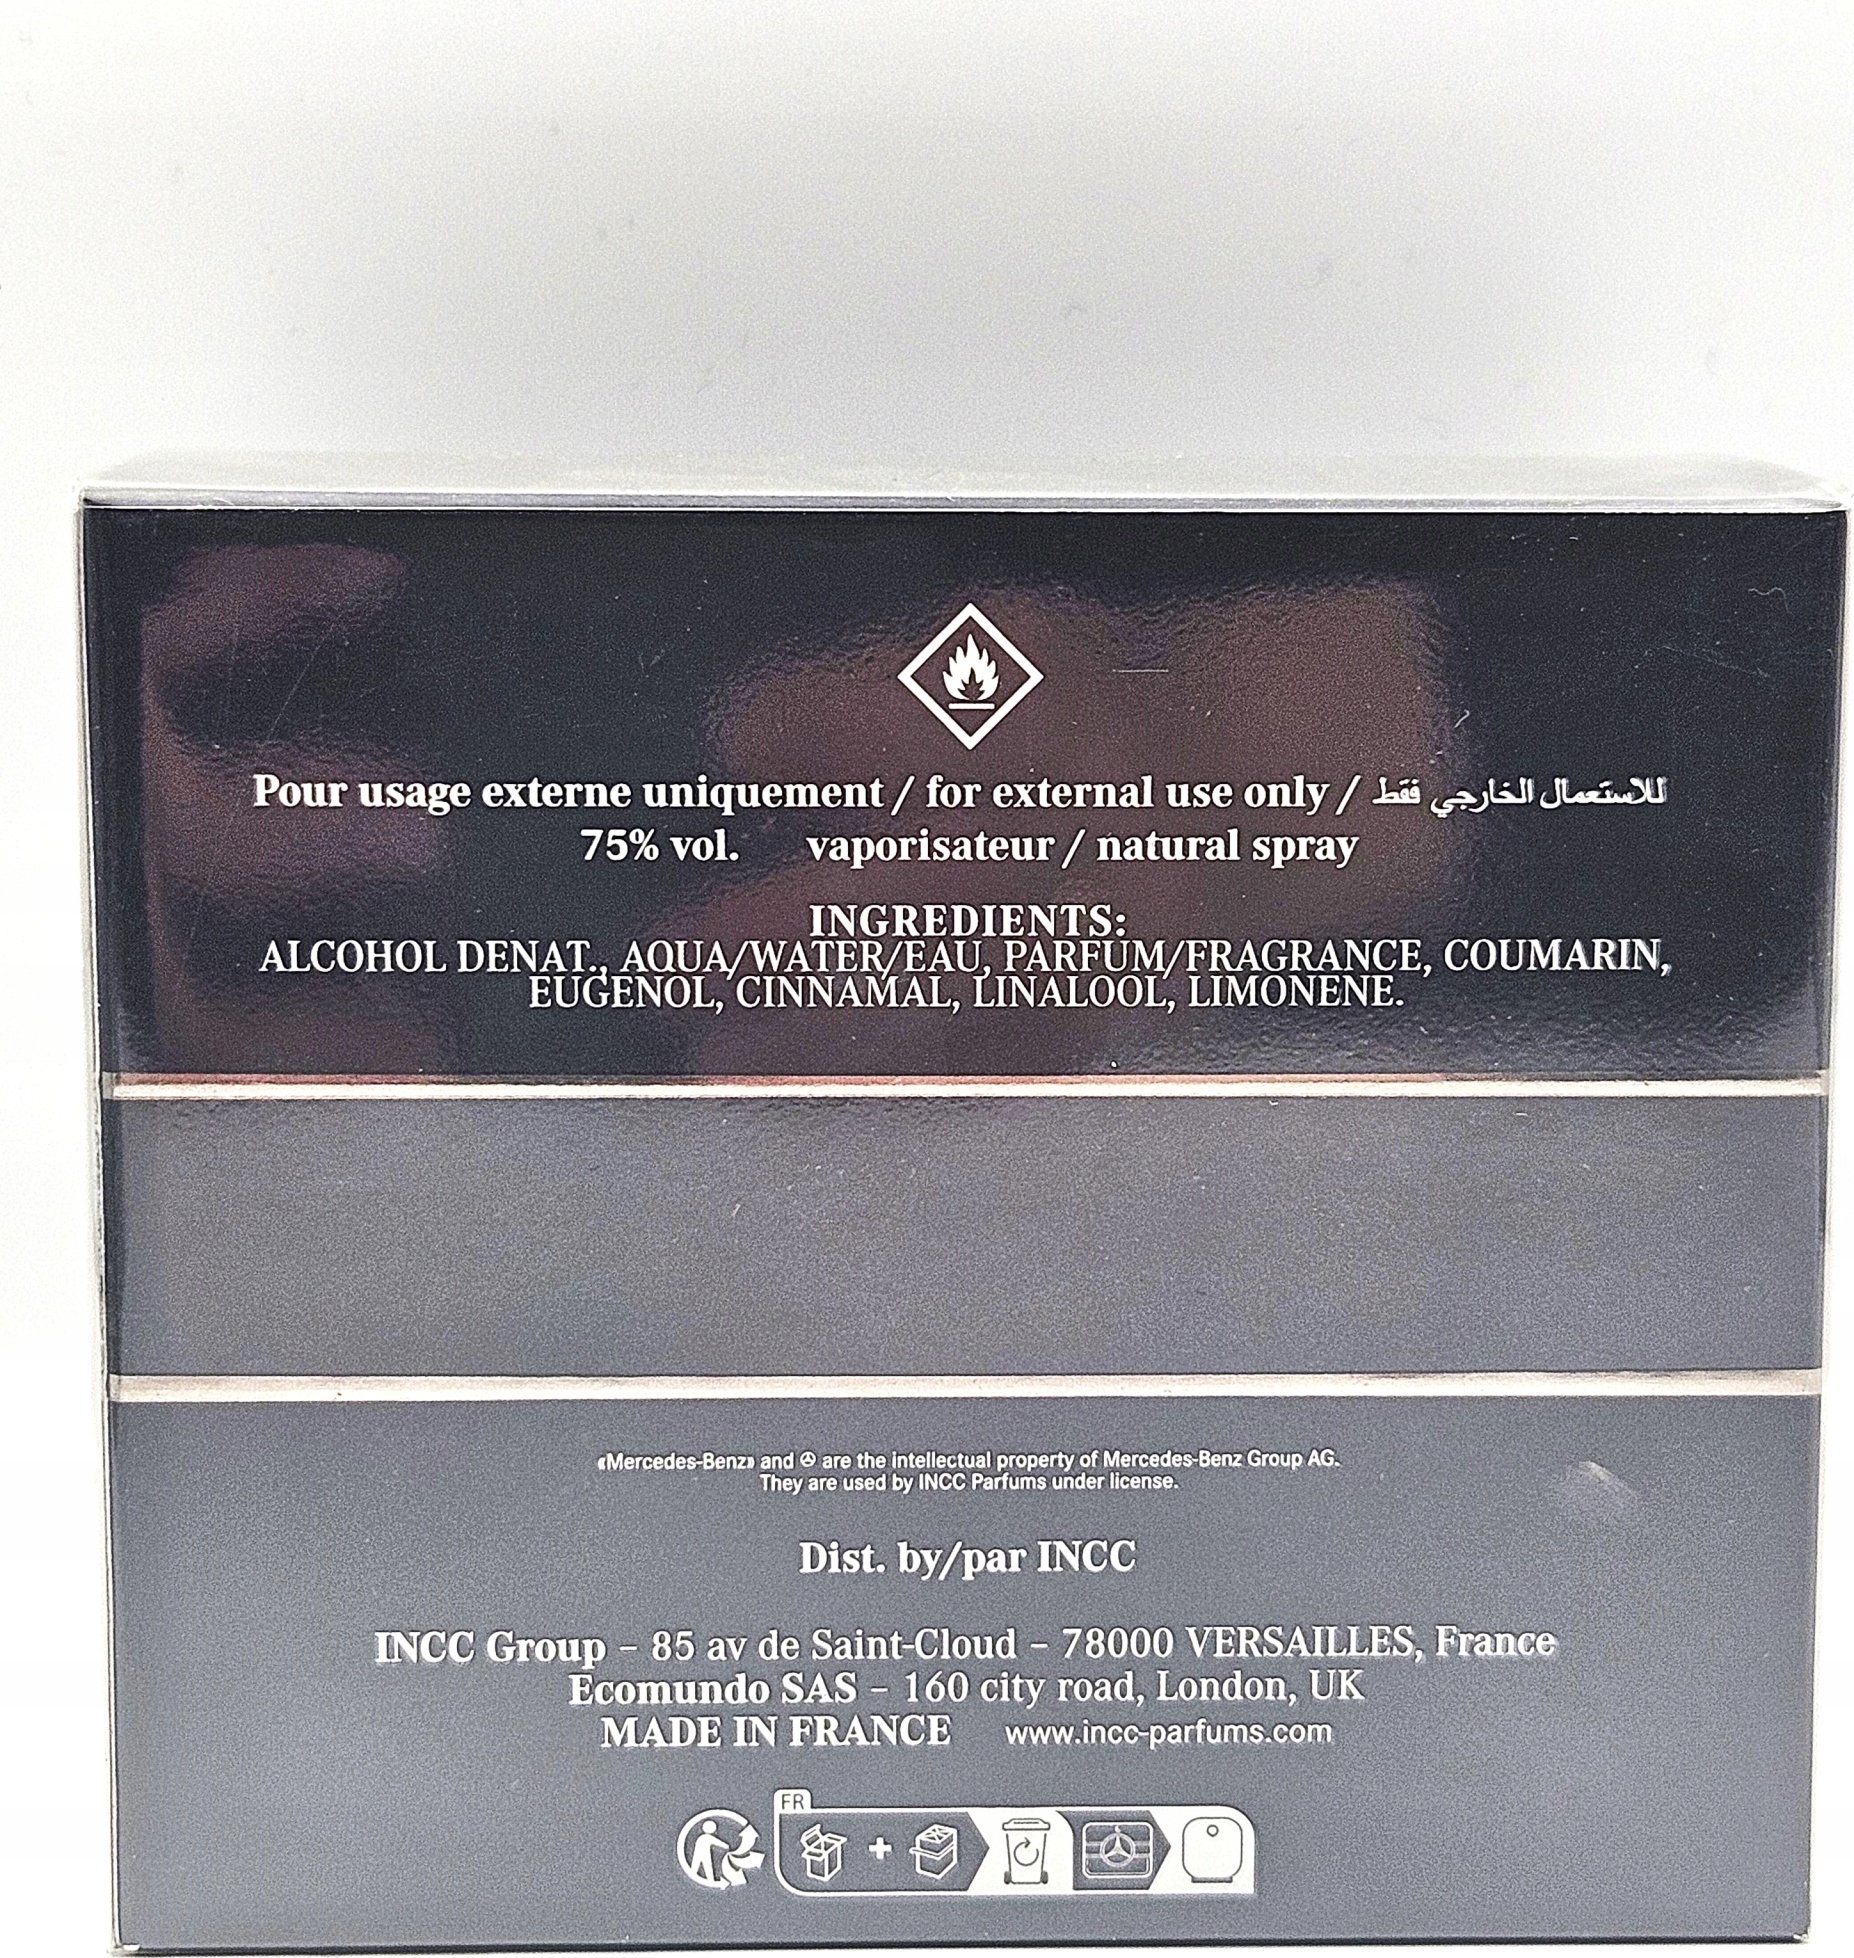 Pour usage externe uniquement / for external use only / للاستعمال الخارجي فقط
75% vol. vaporisateur / natural spray
INGREDIENTS:
ALCOHOL DENAT., AQUA/WATER/EAU, PARFUM/FRAGRANCE, COUMARIN,
EUGENOL, CINNAMAL, LINALOOL, LIMONENE.
«Mercedes-Benz» and are the intellectual property of Mercedes-Benz Group AG.
They are used by INCC Parfums under license.
Dist. by/par INCC
INCC Group – 85 av de Saint-Cloud – 78000 VERSAILLES, France
Ecomundo SAS – 160 city road, London, UK
MADE IN FRANCE www.incc-parfums.com
FR
+